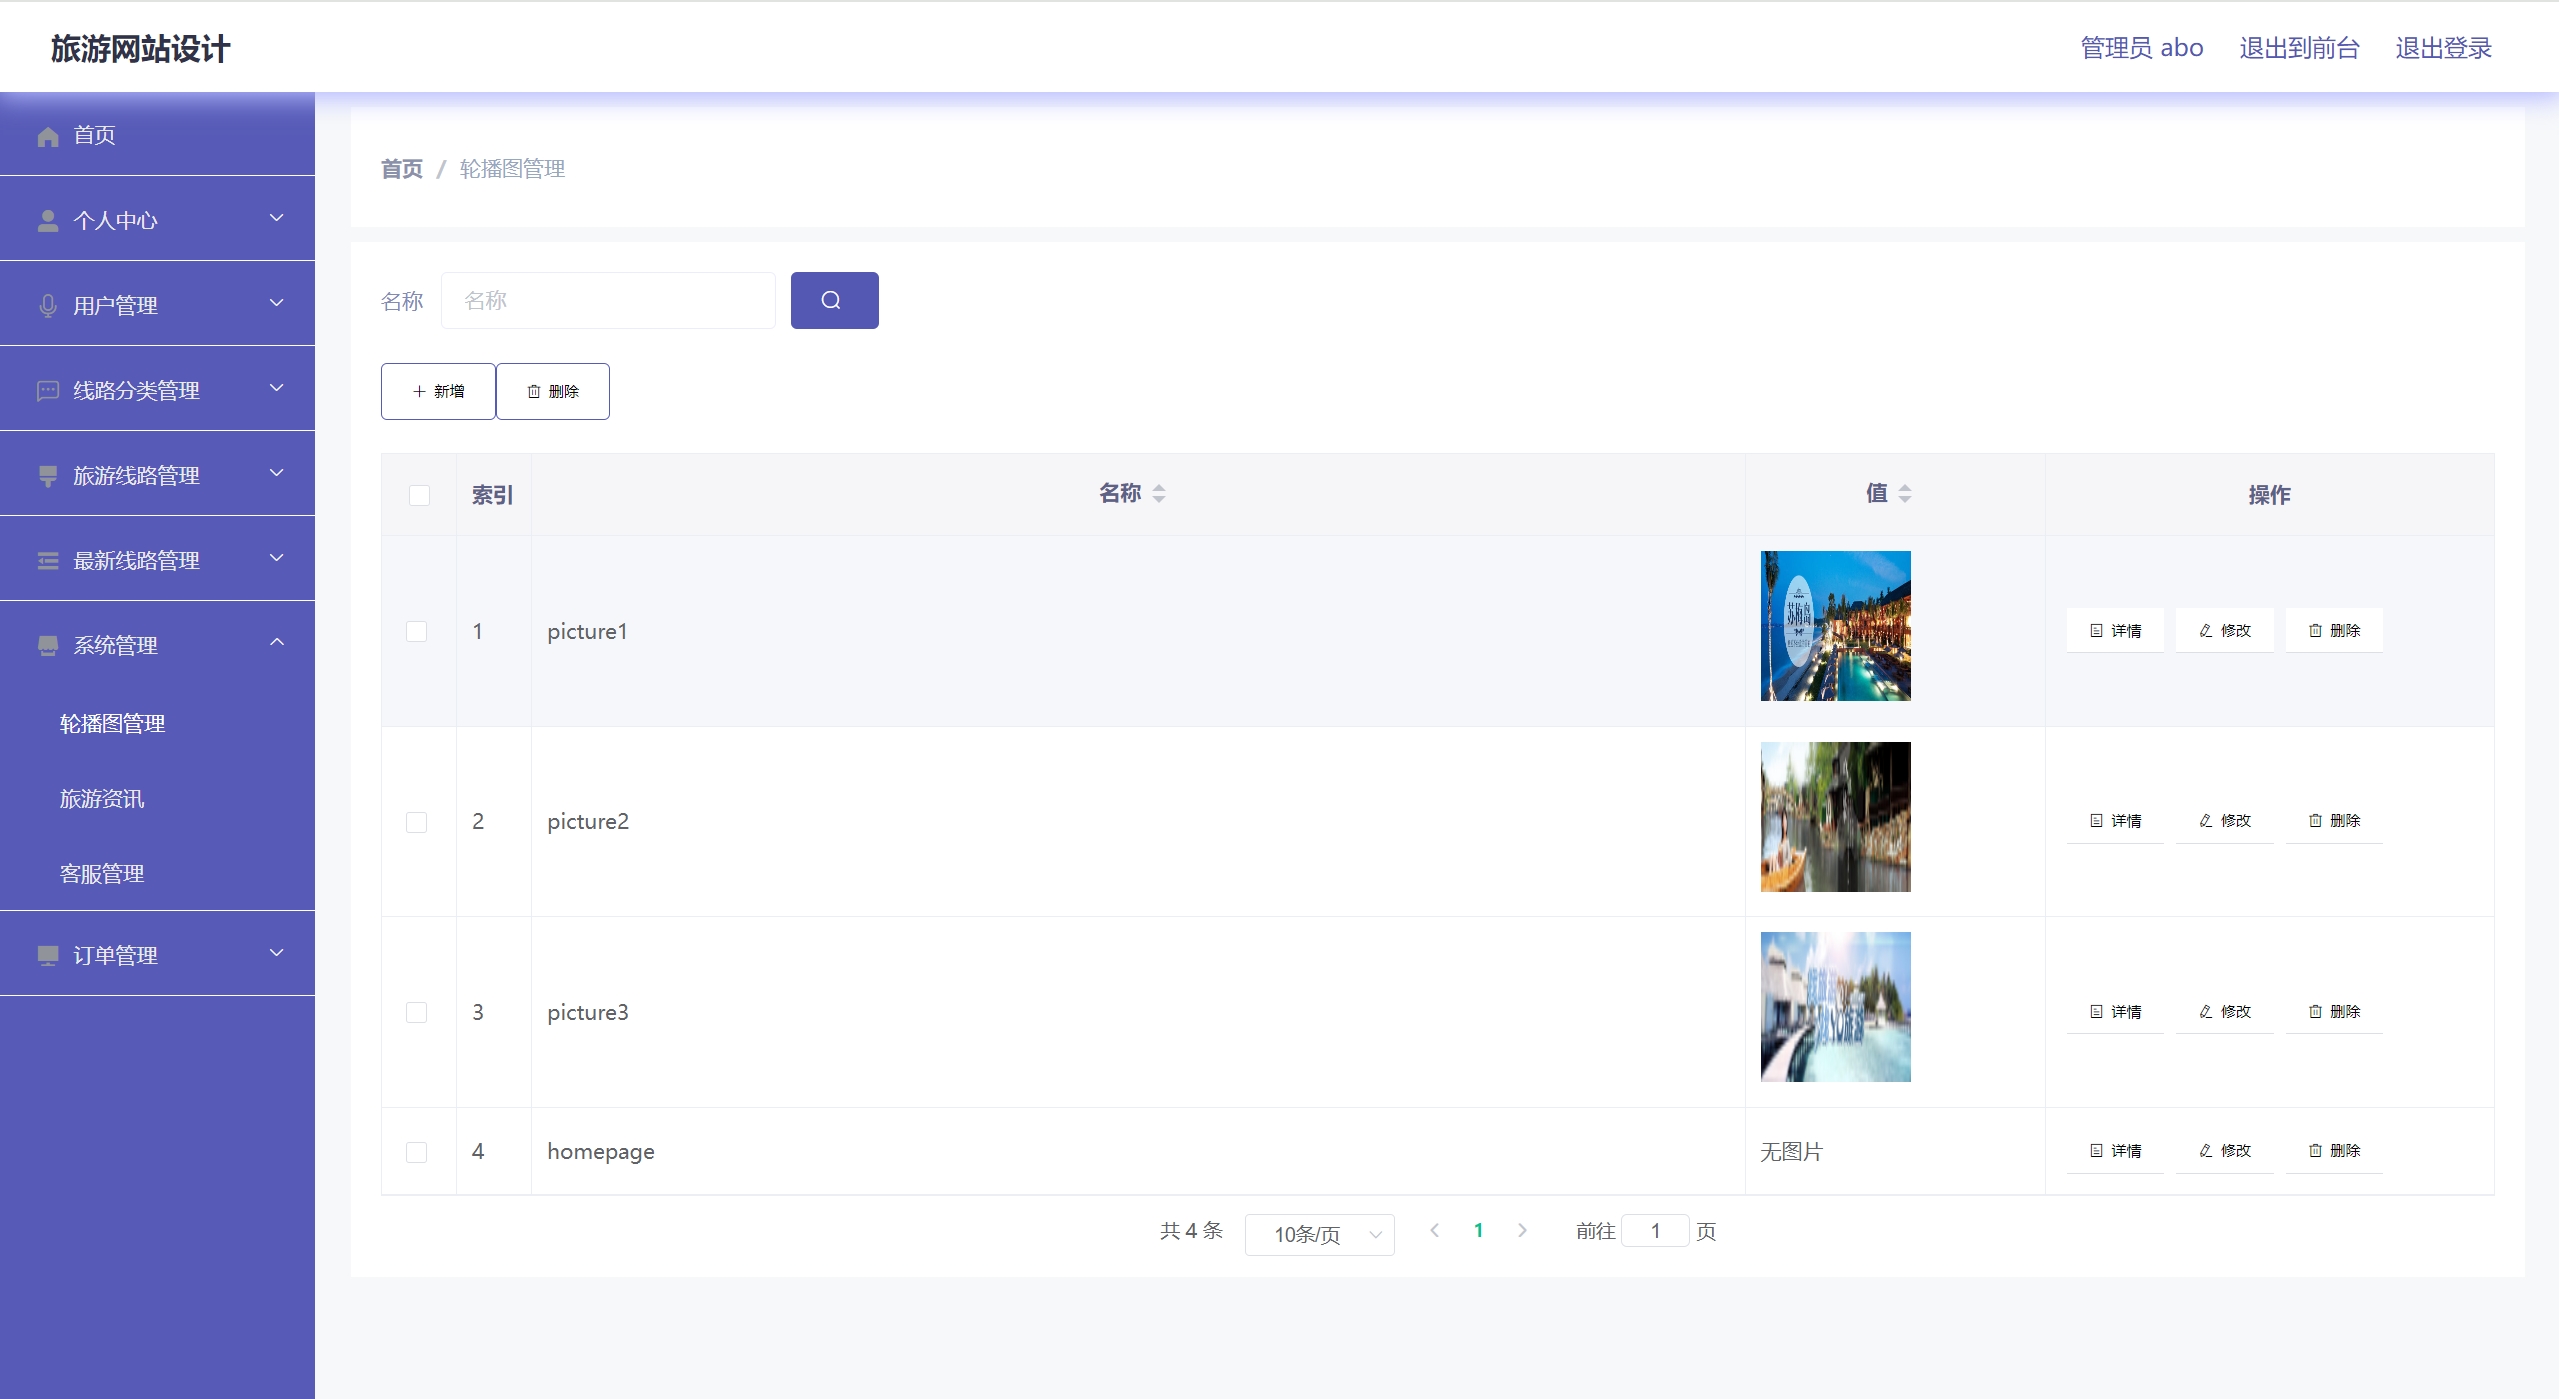 旅游网站设计
管理员 abo 退出到前台 退出登录
首页
个人中心
用户管理
线路分类管理
旅游线路管理
最新线路管理
系统管理
轮播图管理
旅游资讯
客服管理
订单管理
首页 / 轮播图管理
名称 名称
新增 删除
索引 名称 值 操作
苏梅岛
1 picture1 详情 修改 删除
2 picture2 详情 修改 删除
3 picture3 详情 修改 删除
4 homepage 无图片 详情 修改 删除
共 4 条 10条/页 1 前往 1 页